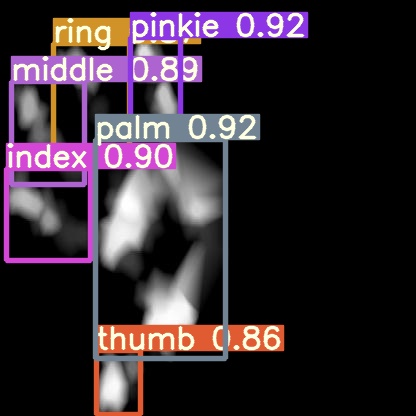 ring
pinkie 0.92
middle 0.89
palm 0.92
index 0.90
thumb 0.86